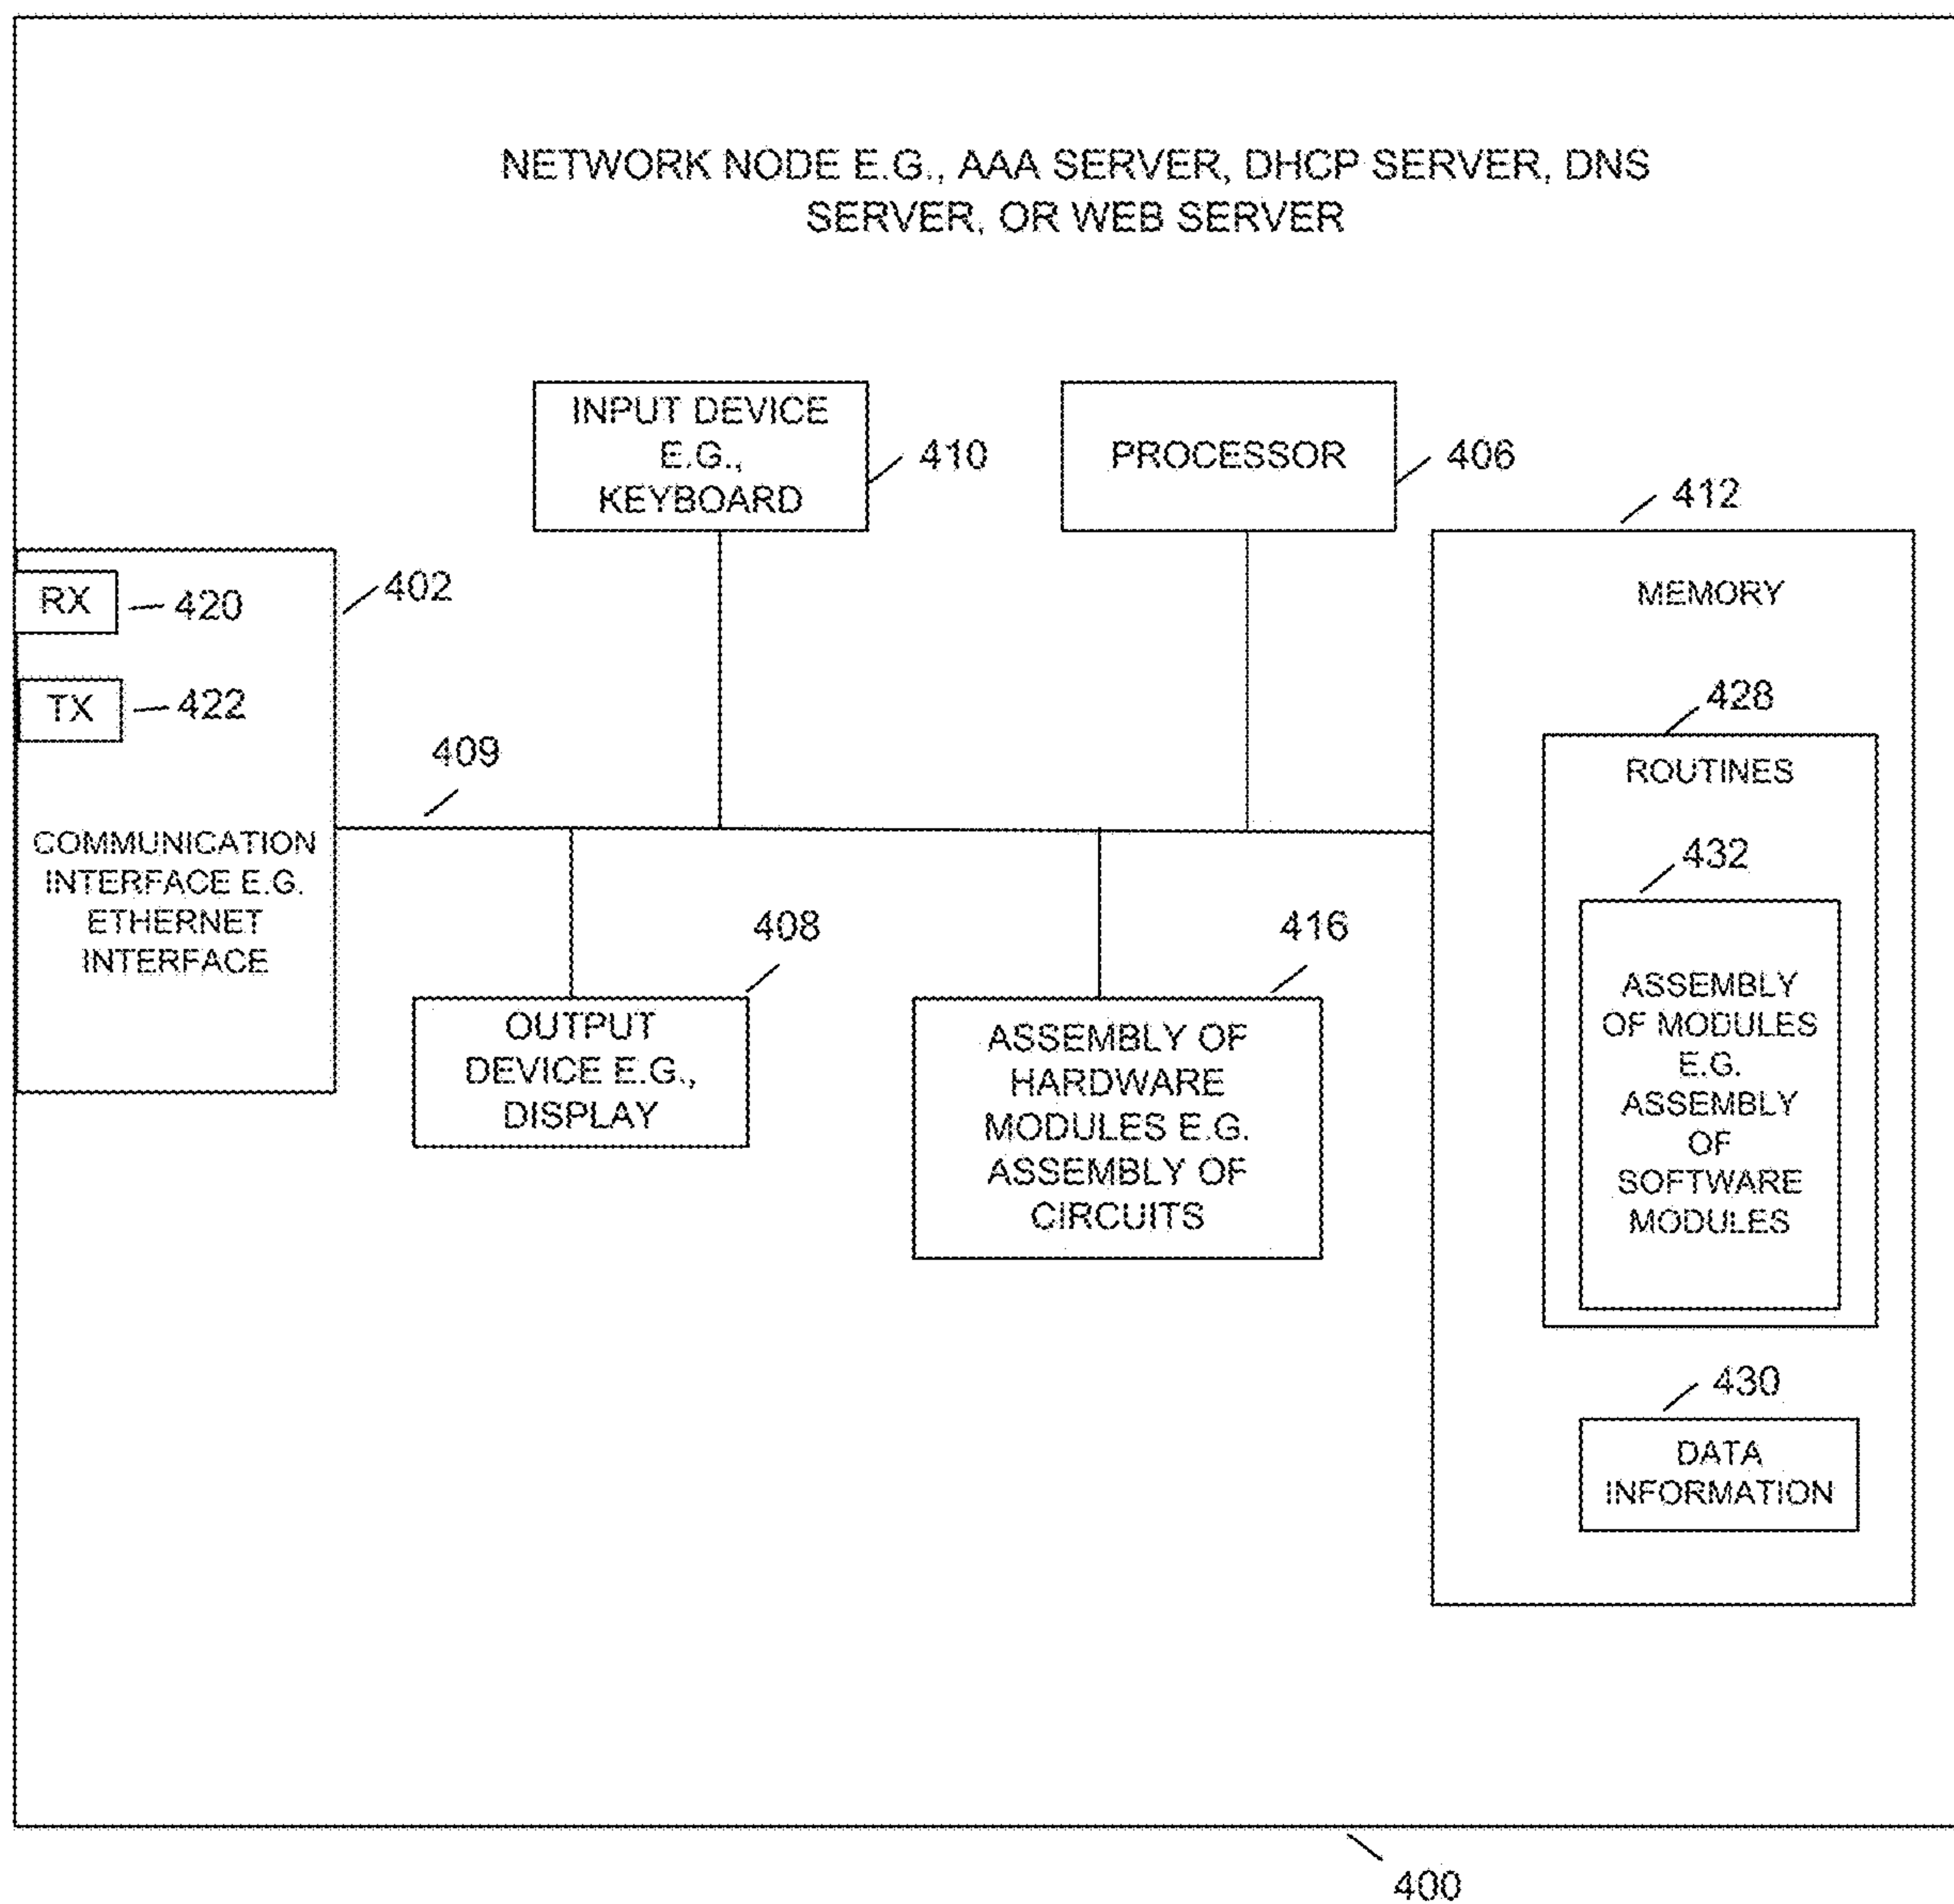 NETWORK NODE E.G., AAA SERVER, DHCP SERVER, DNS
SERVER, OR WEB SERVER
INPUT DEVICE
E.G.,
KEYBOARD
410
PROCESSOR
406
412
RX
420
402
TX
422
COMMUNICATION
INTERFACE E.G.
ETHERNET
INTERFACE
409
408
OUTPUT
DEVICE E.G.,
DISPLAY
416
ASSEMBLY OF
HARDWARE
MODULES E.G.
ASSEMBLY OF
CIRCUITS
MEMORY
428
ROUTINES
432
ASSEMBLY
OF MODULES
E.G.
ASSEMBLY
OF
SOFTWARE
MODULES
430
DATA
INFORMATION
400